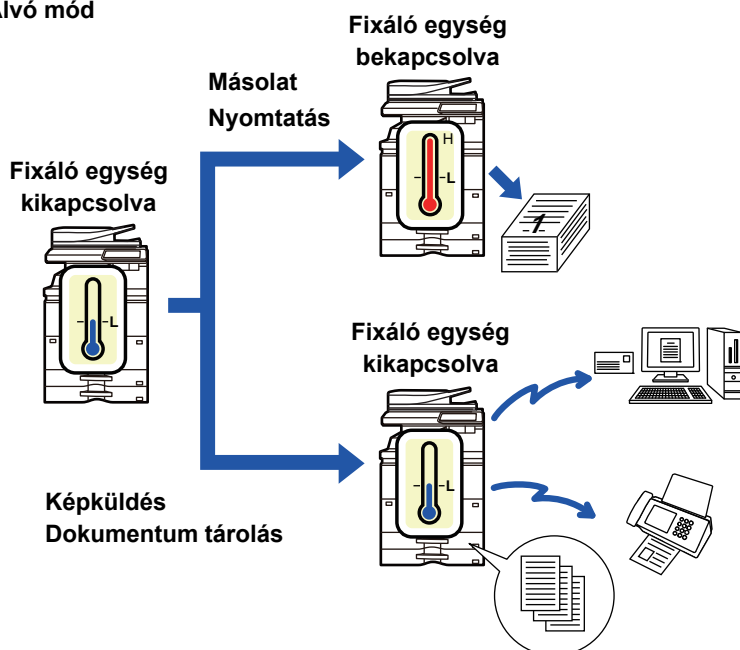 Alvó mód
Fixáló egység
bekapcsolva
Másolat
Nyomtatás
H
L
1
Fixáló egység
kikapcsolva
L
Fixáló egység
kikapcsolva
L
Képküldés
Dokumentum tárolás